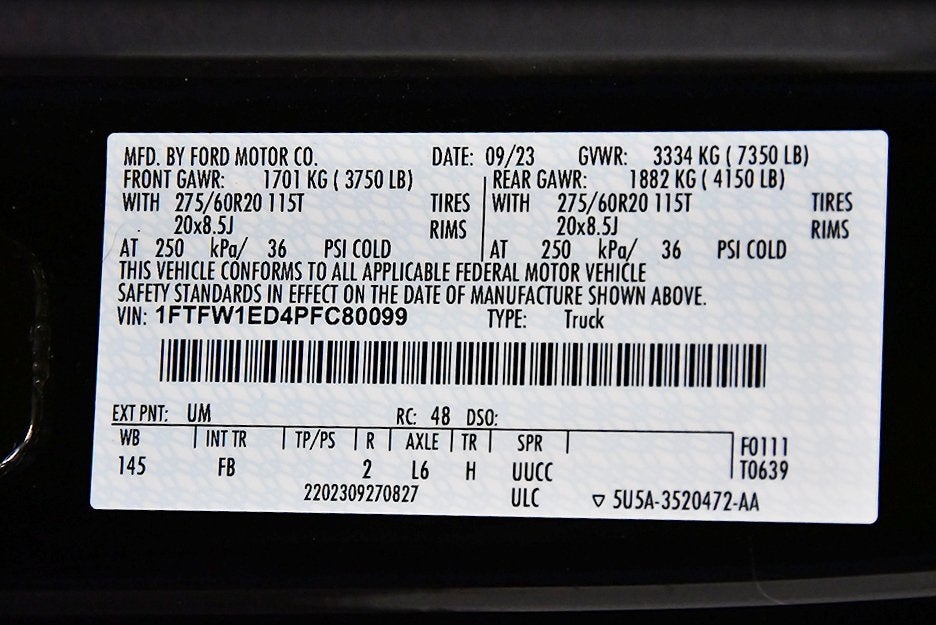 MFD. BY FORD MOTOR CO. DATE: 09/23 GVWR: 3334 KG ( 7350 LB)
FRONT GAWR: 1701 KG ( 3750 LB) REAR GAWR: 1882 KG ( 4150 LB)
WITH 275/60R20 115T TIRES WITH 275/60R20 115T TIRES
20x8.5J RIMS 20x8.5J RIMS
AT 250 kPa/ 36 PSI COLD AT 250 kPa/ 36 PSI COLD
THIS VEHICLE CONFORMS TO ALL APPLICABLE FEDERAL MOTOR VEHICLE
SAFETY STANDARDS IN EFFECT ON THE DATE OF MANUFACTURE SHOWN ABOVE.
VIN: 1FTFW1ED4PFC80099 TYPE: Truck
EXT PNT: UM RC: 48 DSO:
WB INT TR TP/PS R AXLE TR SPR F0111
145 FB 2 L6 H UUCC T0639
2202309270827 ULC ▽ 5U5A-3520472-AA